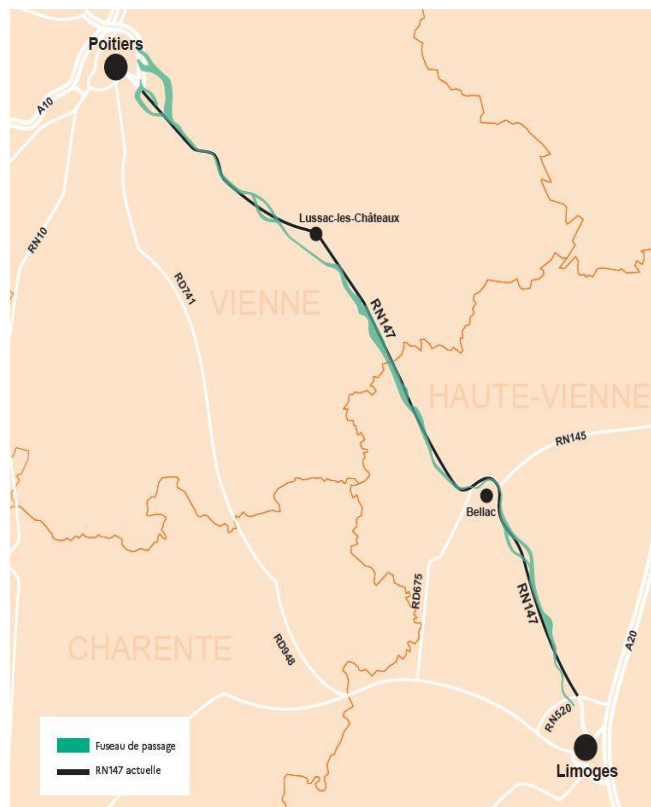 Poitiers
A10
Lussac-les-Châteaux
RN10
RD741
VIENNE
RN147
HAUTE-VIENNE
RN145
Bellac
RD675
RN147
CHARENTE
RD948
A20
RN520
Limoges
Fuseau de passage
RN147 actuelle